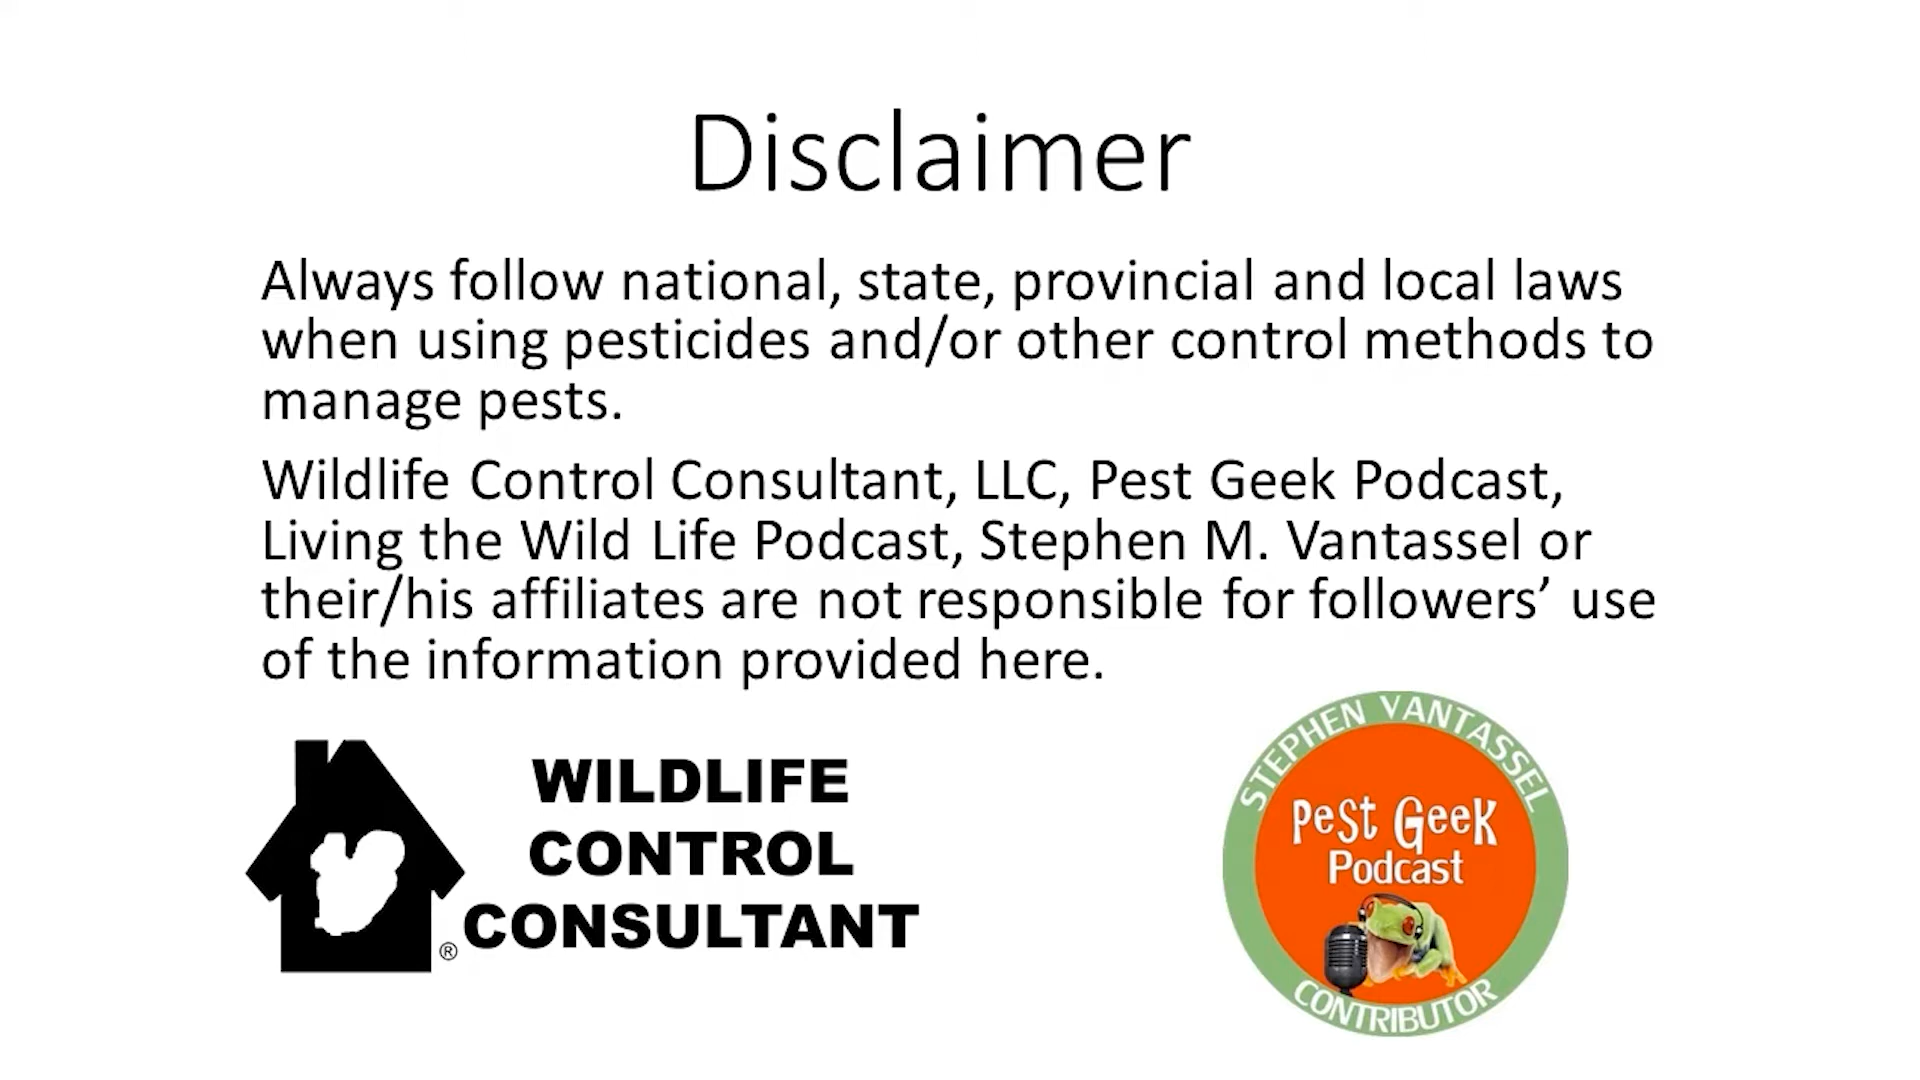 Disclaimer
Always follow national, state, provincial and local laws
when using pesticides and/or other control methods to
manage pests.
Wildlife Control Consultant, LLC, Pest Geek Podcast,
Living the Wild Life Podcast, Stephen M. Vantassel or
their/his affiliates are not responsible for followers’ use
of the information provided here.
WILDLIFE
CONTROL
CONSULTANT
®
STEPHEN VANTASSEL
Pest Geek
Podcast
CONTRIBUTOR